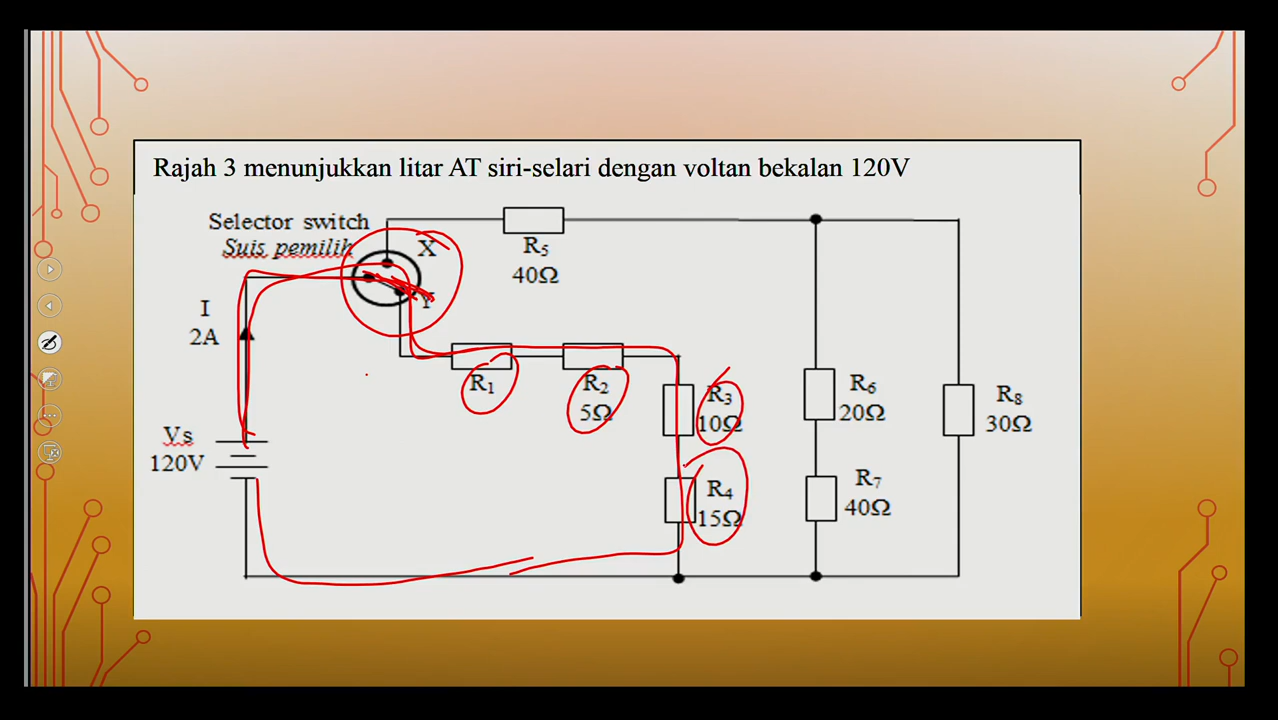 Rajah 3 menunjukkan litar AT siri-selari dengan voltan bekalan 120V
Selector switch
Suis pemilih
X
Y
I
2A
Vs
120V
R5
40Ω
R1
R2
5Ω
R3
10Ω
R4
15Ω
R6
20Ω
R7
40Ω
R8
30Ω